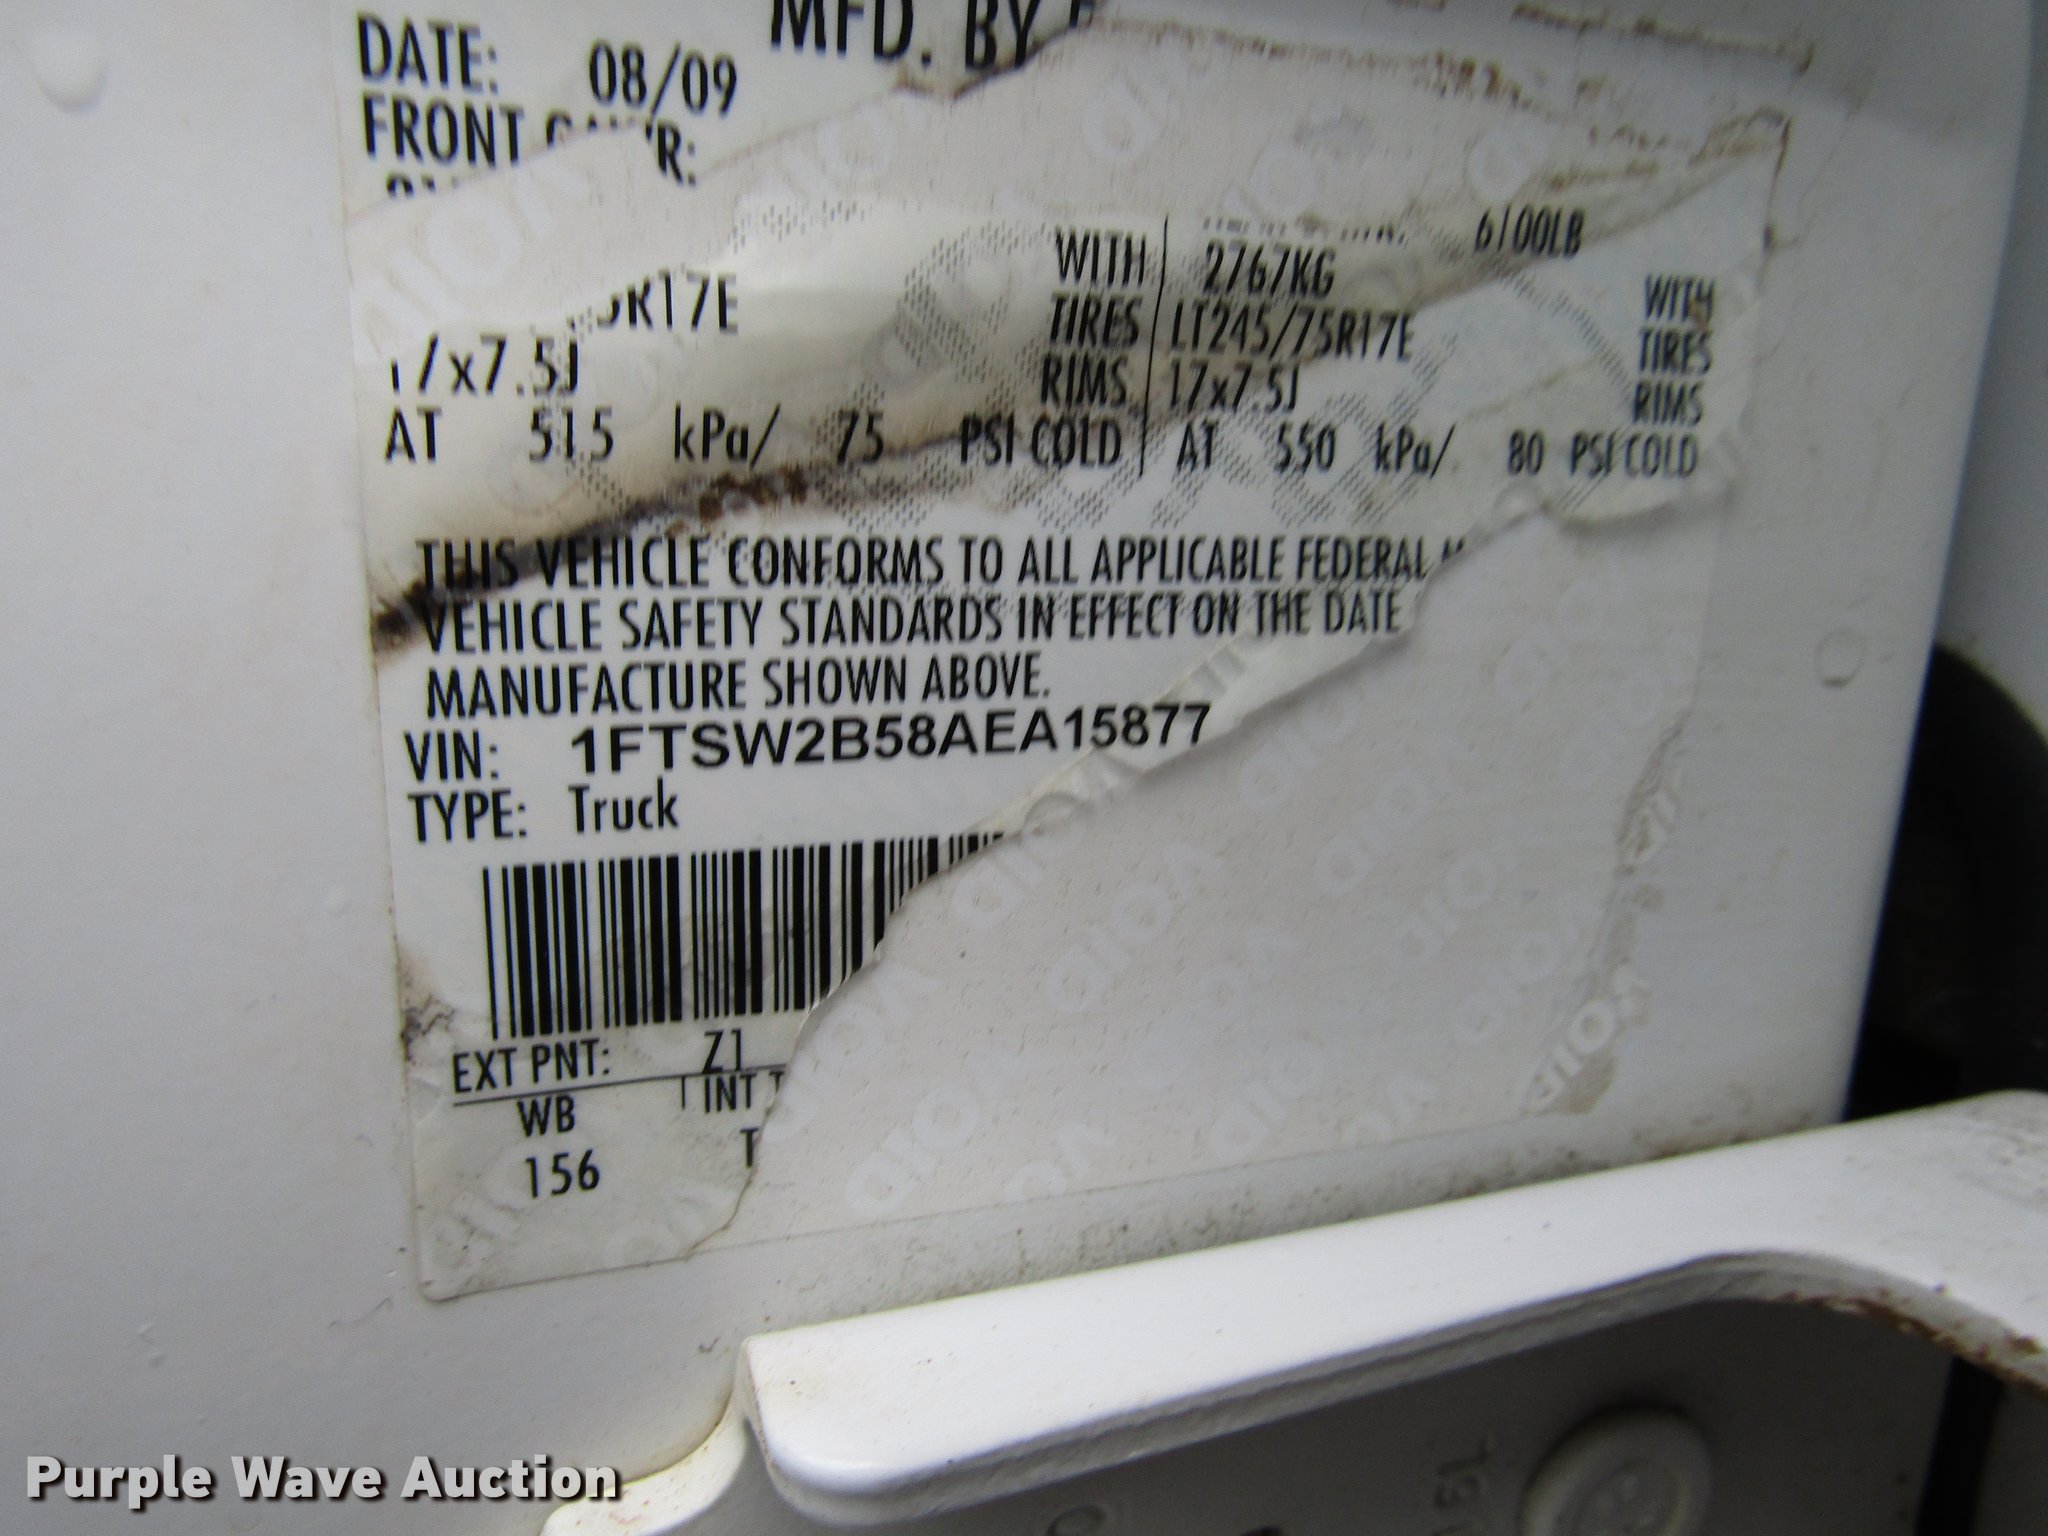 MFD. BY
DATE: 08/09
FRONT
6100LB
WITH 2767KG WITH
R17E TIRES LT245/75R17E TIRES
17x7.5J RIMS 17x7.5J RIMS
AT 515 kPa/ 75 PSI COLD AT 550 kPa/ 80 PSI COLD
THIS VEHICLE CONFORMS TO ALL APPLICABLE FEDERAL
VEHICLE SAFETY STANDARDS IN EFFECT ON THE DATE
MANUFACTURE SHOWN ABOVE.
VIN: 1FTSW2B58AEA15877
TYPE: Truck
EXT PNT: Z1
WB INT T
156 T
Purple Wave Auction